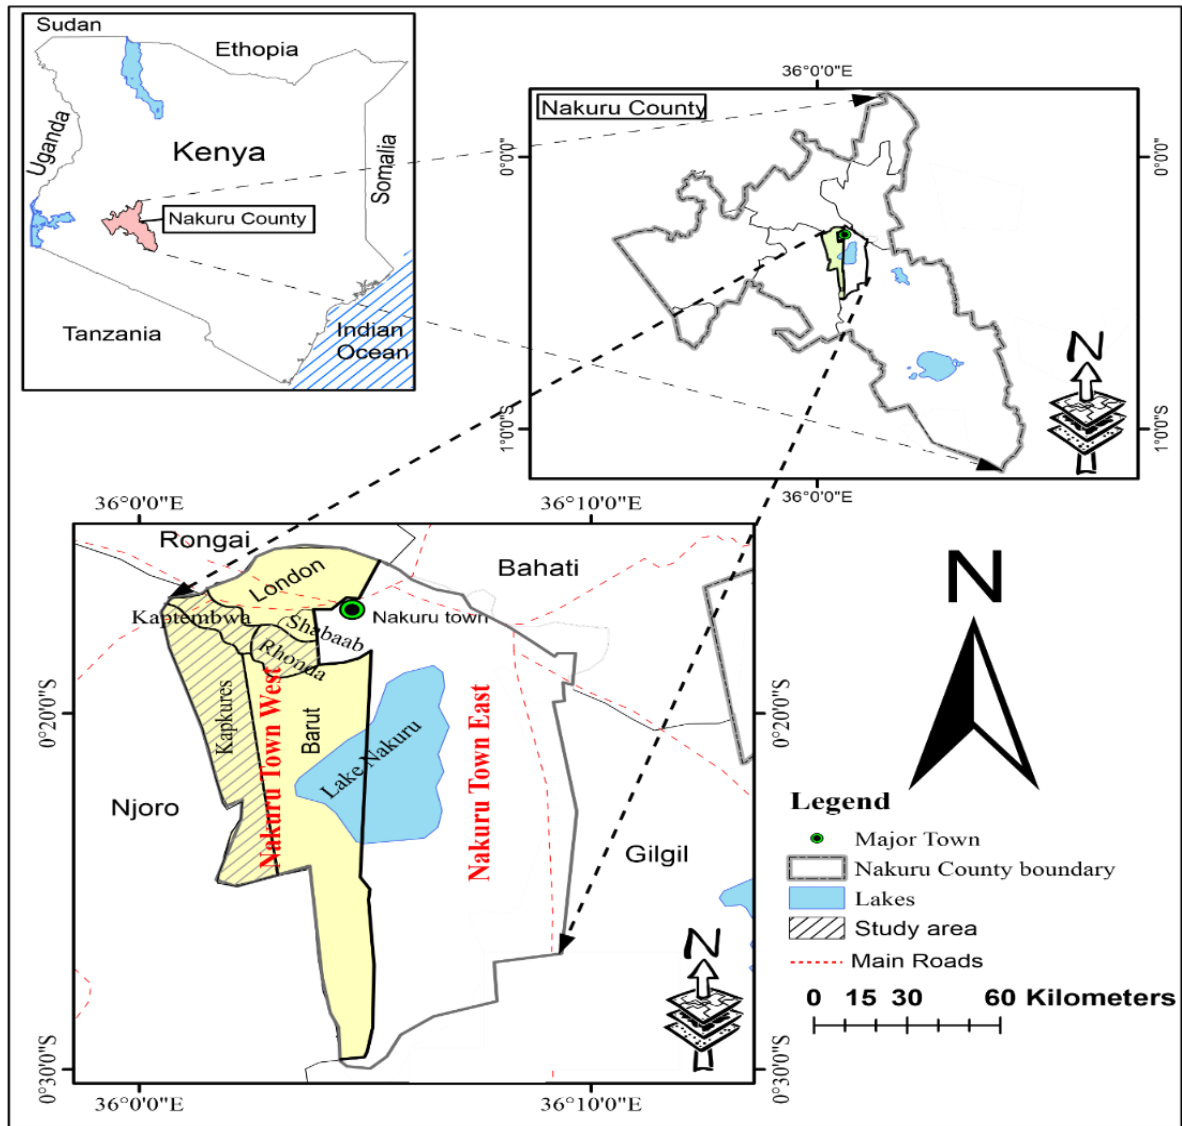 Sudan
Ethopia
Uganda
Kenya
Somalia
Nakuru County
Tanzania
Indian
Ocean
36°0'0"E
Nakuru County
0°0'0"
0°0'0"
N
1°0'0"S
1°0'0"S
36°0'0"E
36°0'0"E
36°10'0"E
Rongai
Bahati
London
Kaptembwa
Shabaab
Nakuru town
Rhonda
Kapkures
Nakuru Town West
Barut
Lake Nakuru
Nakuru Town East
0°20'0"S
0°20'0"S
Njoro
Gilgil
N
0°30'0"S
0°30'0"S
36°0'0"E
36°10'0"E
N
Legend
Major Town
Nakuru County boundary
Lakes
Study area
Main Roads
0 15 30 60 Kilometers